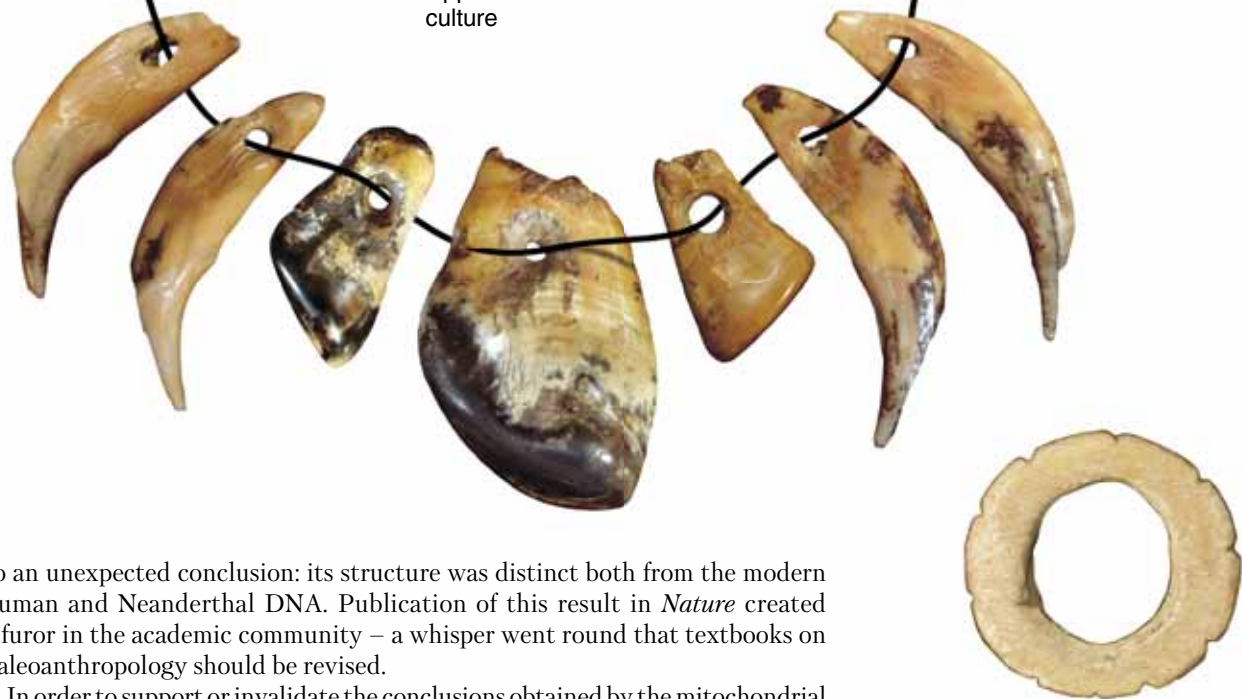 culture
an unexpected conclusion: its structure was distinct both from the modern
and Neanderthal DNA. Publication of this result in Nature created
furor in the academic community – a whisper went round that textbooks on
should be revised.
In order to support or invalidate the conclusions obtained by the mitochondrial